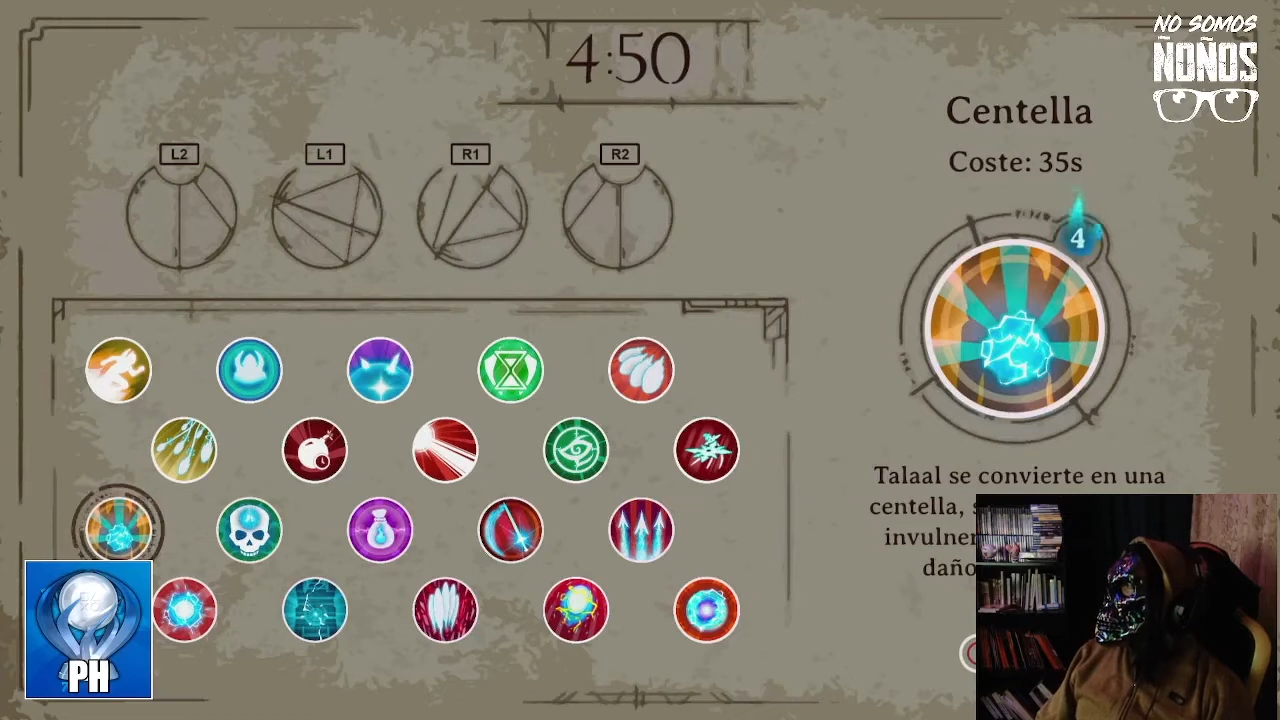 4:50
NO SOMOS
ÑOÑOS
L2
L1
R1
R2
Centella
Coste: 35s
4
Talaal se convierte en una
centella,
invulner
daño
PH